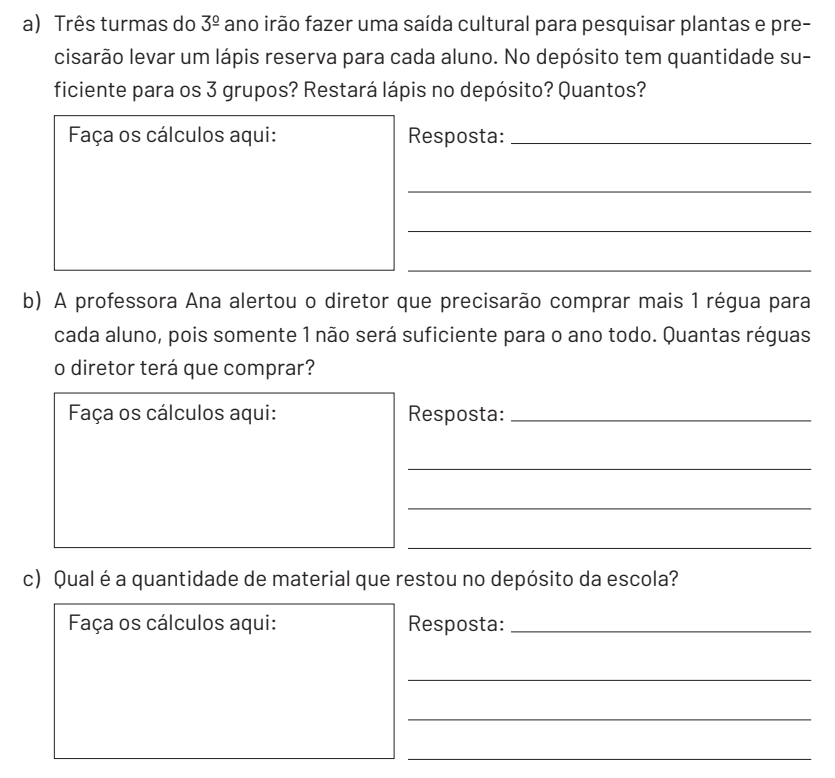 a) Três turmas do 3º ano irão fazer uma saída cultural para pesquisar plantas e pre-
cisarão levar um lápis reserva para cada aluno. No depósito tem quantidade su-
ficiente para os 3 grupos? Restará lápis no depósito? Quantos?
Faça os cálculos aqui:
Resposta:
b) A professora Ana alertou o diretor que precisarão comprar mais 1 régua para
cada aluno, pois somente 1 não será suficiente para o ano todo. Quantas réguas
o diretor terá que comprar?
Faça os cálculos aqui:
Resposta:
c) Qual é a quantidade de material que restou no depósito da escola?
Faça os cálculos aqui:
Resposta: